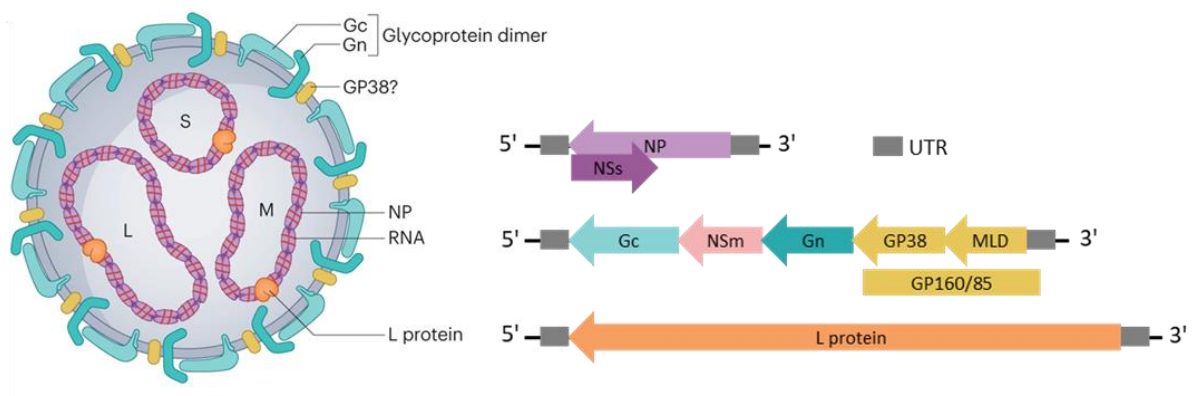 Gc
Gn
Glycoprotein dimer
GP38?
S
L
M
NP
RNA
L protein
5' NP 3' UTR
NSs
5' Gc NSm Gn GP38 MLD 3'
GP160/85
5' L protein 3'